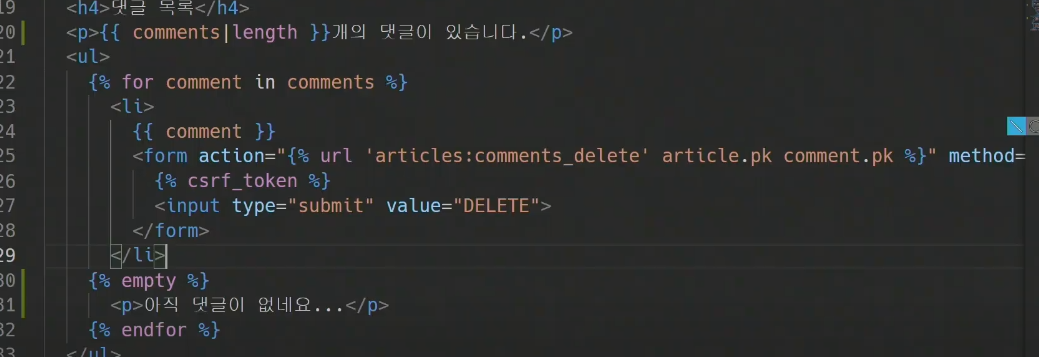 19 <h4>댓글 목록</h4>
20 <p>{{ comments|length }}개의 댓글이 있습니다.</p>
21 <ul>
22 {% for comment in comments %}
23 <li>
24 {{ comment }}
25 <form action="{% url 'articles:comments_delete' article.pk comment.pk %}" method=
26 {% csrf_token %}
27 <input type="submit" value="DELETE">
28 </form>
29 </li>
30 {% empty %}
31 <p>아직 댓글이 없네요...</p>
32 {% endfor %}
33 </ul>